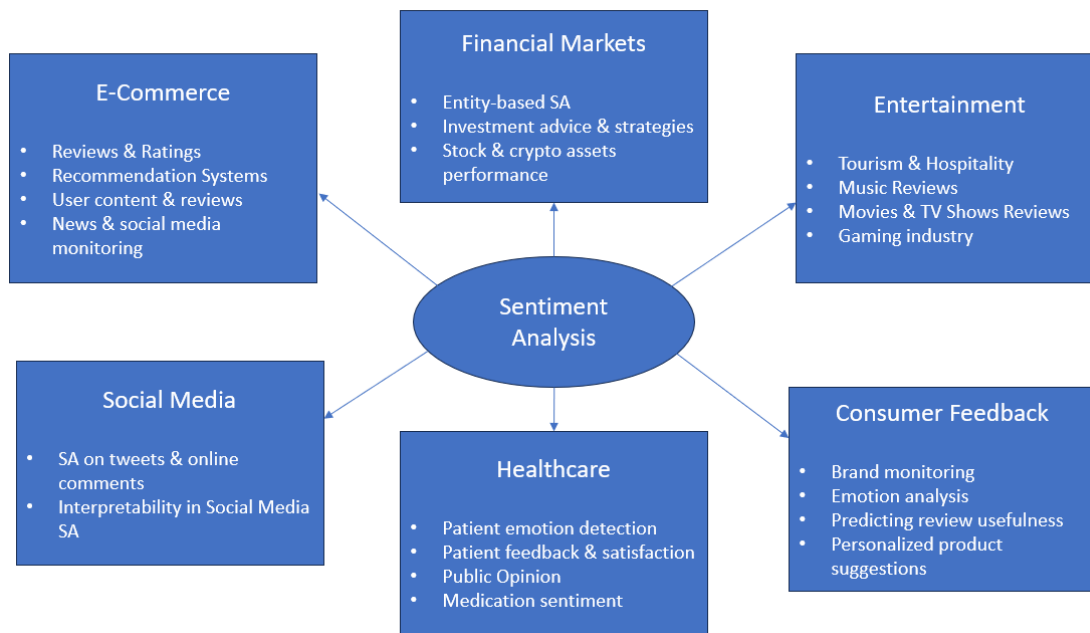 Financial Markets
• Entity-based SA
• Investment advice & strategies
• Stock & crypto assets
performance
E-Commerce
• Reviews & Ratings
• Recommendation Systems
• User content & reviews
• News & social media
monitoring
Entertainment
• Tourism & Hospitality
• Music Reviews
• Movies & TV Shows Reviews
• Gaming industry
Sentiment
Analysis
Social Media
• SA on tweets & online
comments
• Interpretability in Social Media
SA
Healthcare
• Patient emotion detection
• Patient feedback & satisfaction
• Public Opinion
• Medication sentiment
Consumer Feedback
• Brand monitoring
• Emotion analysis
• Predicting review usefulness
• Personalized product
suggestions